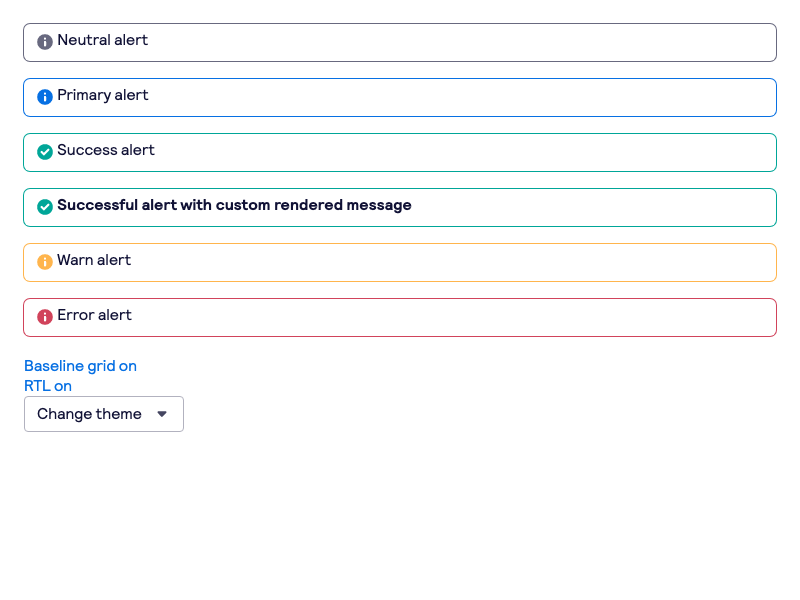 Neutral alert
Primary alert
Success alert
Successful alert with custom rendered message
Warn alert
Error alert
Baseline grid on
RTL on
Change theme